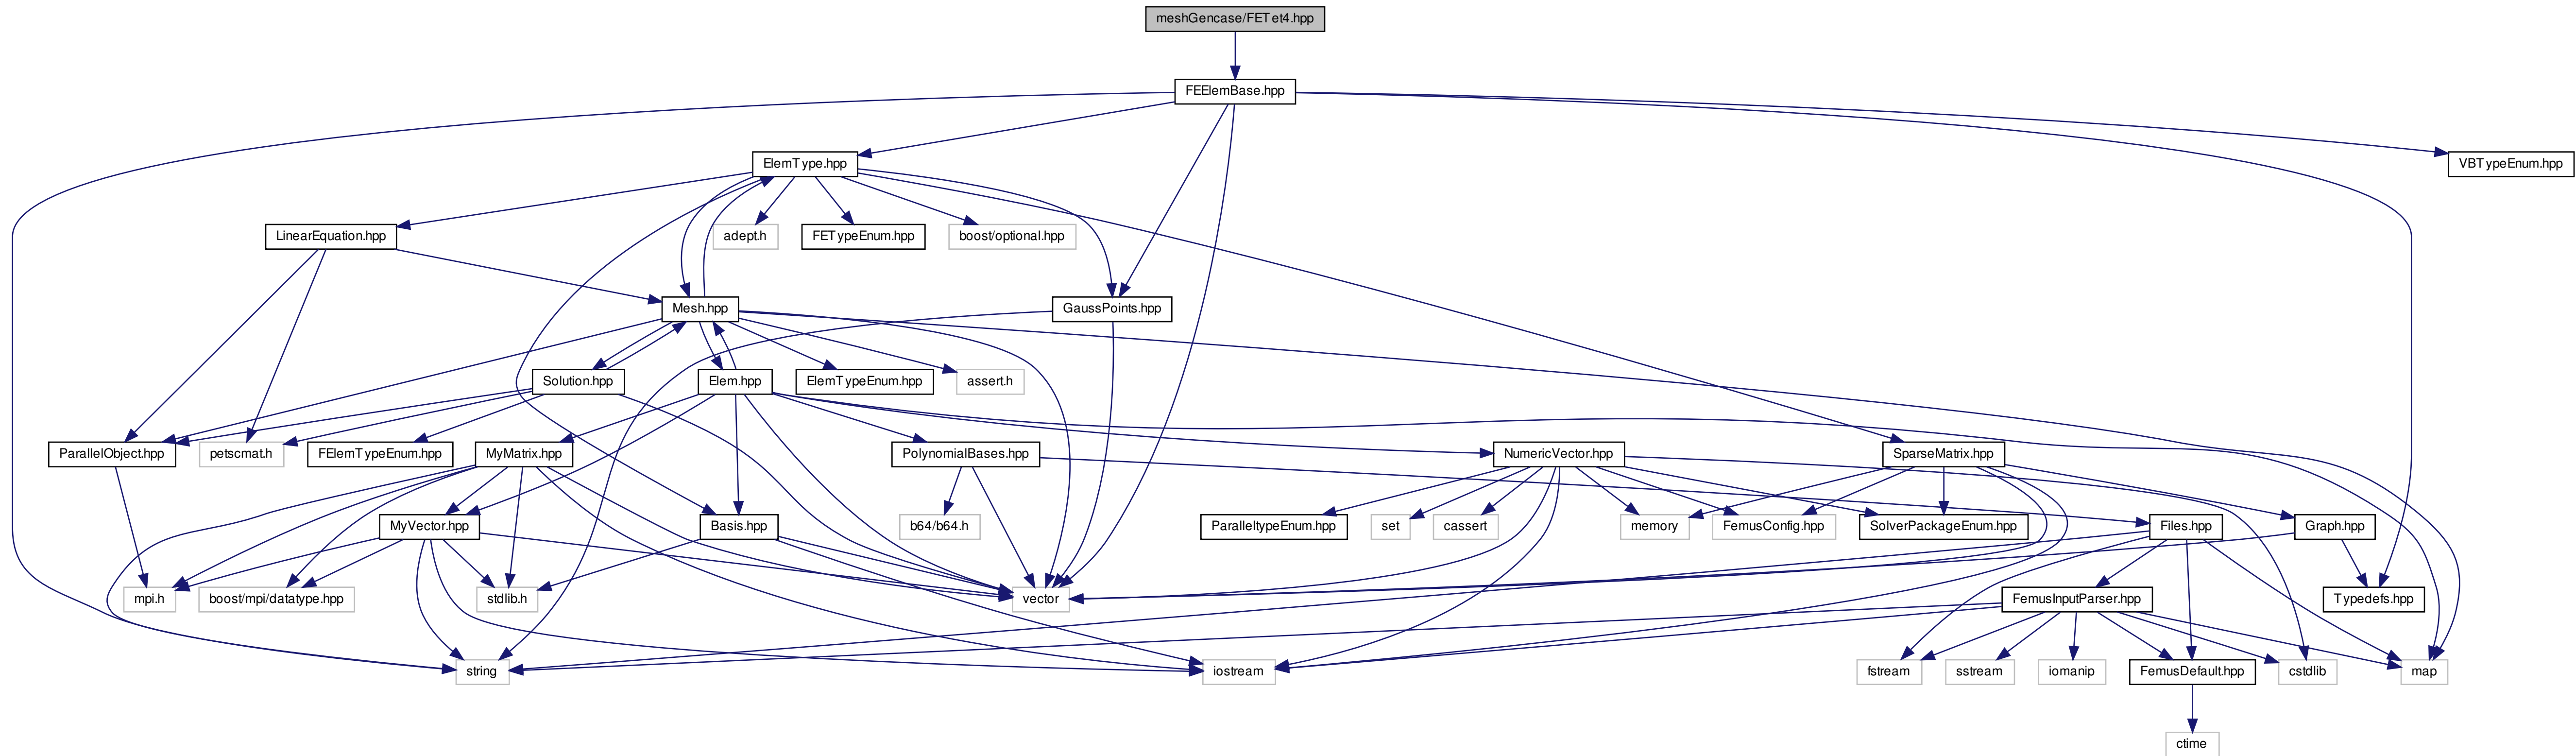 meshGencase/FETet4.hpp
FEElemBase.hpp
ElemType.hpp
VBTypeEnum.hpp
LinearEquation.hpp
adept.h
FETypeEnum.hpp
boost/optional.hpp
Mesh.hpp
GaussPoints.hpp
Solution.hpp
Elem.hpp
ElemTypeEnum.hpp
assert.h
ParallelObject.hpp
petscmat.h
FElemTypeEnum.hpp
MyMatrix.hpp
PolynomialBases.hpp
NumericVector.hpp
SparseMatrix.hpp
MyVector.hpp
Basis.hpp
b64/b64.h
ParalleltypeEnum.hpp
set
cassert
memory
FemusConfig.hpp
SolverPackageEnum.hpp
Files.hpp
Graph.hpp
mpi.h
boost/mpi/datatype.hpp
stdlib.h
vector
FemusInputParser.hpp
Typedefs.hpp
string
iostream
fstream
sstream
iomanip
FemusDefault.hpp
cstdlib
map
ctime